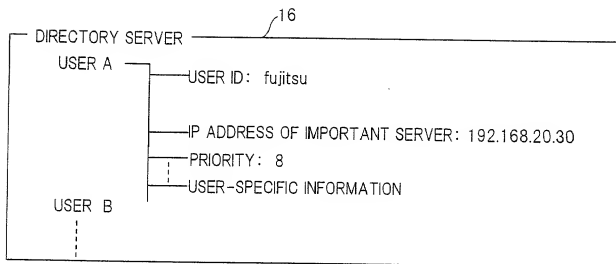 16
DIRECTORY SERVER
USER A
USER ID: fujitsu
IP ADDRESS OF IMPORTANT SERVER: 192.168.20.30
PRIORITY: 8
USER-SPECIFIC INFORMATION
USER B